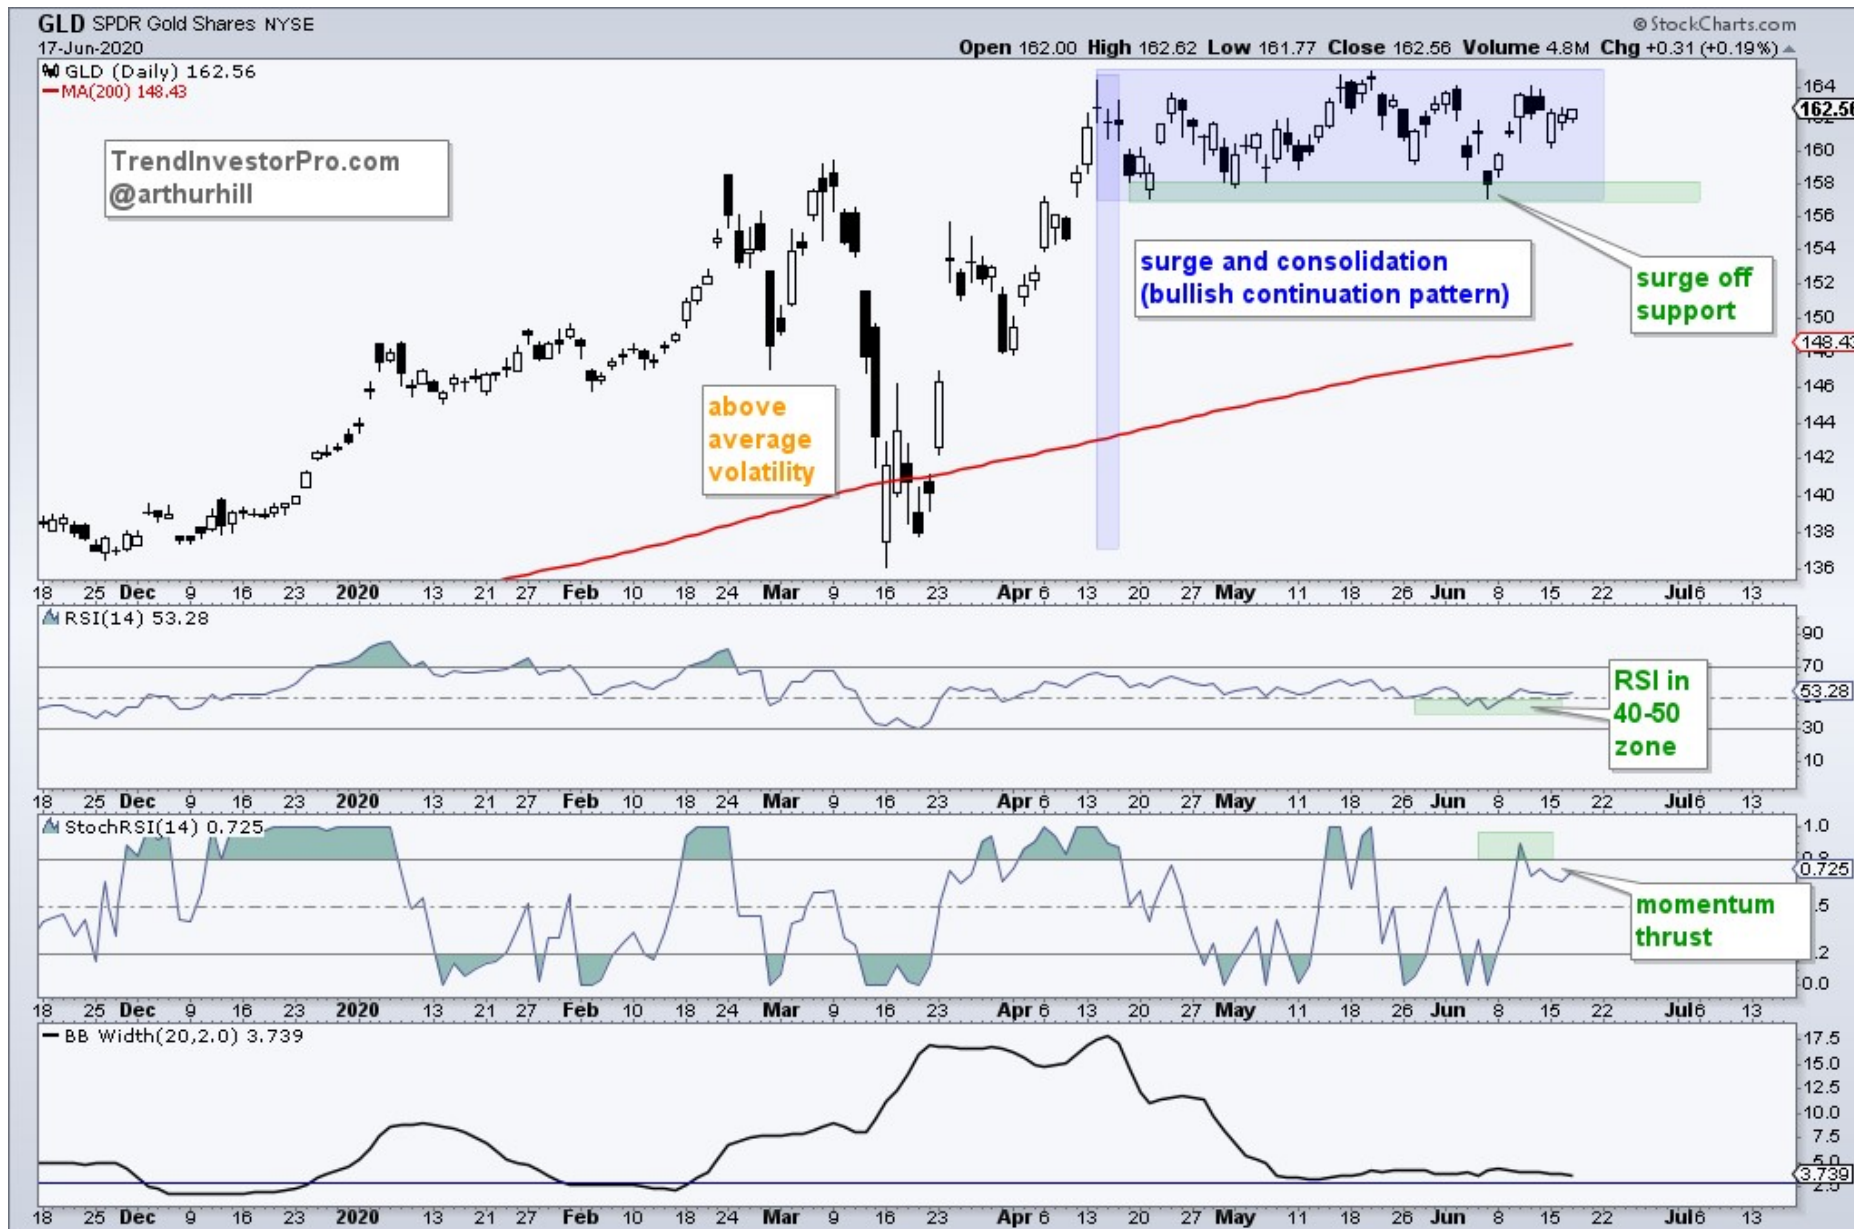 GLD SPDR Gold Shares NYSE
© StockCharts.com
17-Jun-2020
Open 162.00 High 162.62 Low 161.77 Close 162.56 Volume 4.8M Chg +0.31 (+0.19%)
GLD (Daily) 162.56
MA(200) 148.43
TrendInvestorPro.com
@arthurhill
above
average
volatility
surge and consolidation
(bullish continuation pattern)
surge off
support
164
162.56
160
158
156
154
152
150
148.43
146
144
142
140
138
136
18 25 Dec 9 16 23 2020 13 21 27 Feb 10 18 24 Mar 9 16 23 Apr 6 13 20 27 May 11 18 26 Jun 8 15 22 Jul 6 13
RSI(14) 53.28
90
70
53.28
30
10
RSI in
40-50
zone
18 25 Dec 9 16 23 2020 13 21 27 Feb 10 18 24 Mar 9 16 23 Apr 6 13 20 27 May 11 18 26 Jun 8 15 22 Jul 6 13
StochRSI(14) 0.725
1.0
0.8
0.725
.5
.2
0.0
momentum
thrust
18 25 Dec 9 16 23 2020 13 21 27 Feb 10 18 24 Mar 9 16 23 Apr 6 13 20 27 May 11 18 26 Jun 8 15 22 Jul 6 13
BB Width(20,2.0) 3.739
17.5
15.0
12.5
10.0
7.5
5.0
3.739
2.5
18 25 Dec 9 16 23 2020 13 21 27 Feb 10 18 24 Mar 9 16 23 Apr 6 13 20 27 May 11 18 26 Jun 8 15 22 Jul 6 13